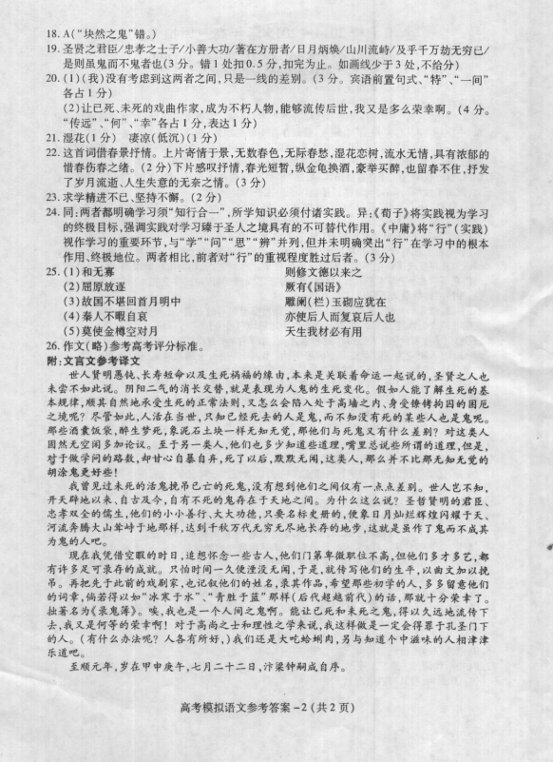 18. A(“块然之鬼”错。)
19. 圣贤之君臣/忠孝之士子/小善大功/著在方册者/日月炳焕/山川流峙/及乎千万劫无穷已/
是则虽鬼而不鬼者也(3 分。错 1 处扣 0.5 分,扣完为止。如画线少于 3 处,不给分)
20. (1)(我)没有考虑到这两者之间,只是一线的差别。(3 分。宾语前置句式、“特”、“一间”
各占 1 分)
(2)让已死、未死的戏曲作家,成为不朽人物,能够流传后世,我又是多么荣幸啊。(4 分。
“传远”、“何”、“幸”各占 1 分,表达 1 分)
21. 湿花(1 分) 凄凉(低沉)(1 分)
22. 这首词借春景抒情。上片寄情于景,无数春色,无际春愁,湿花恋树,流水无情,具有浓郁的
惜春伤春之绪。(2 分)下片感叹抒情,春光短暂,纵金龟换酒,豪举买醉,也留春不住,抒发
了岁月流逝、人生失意的无奈之情。(3 分)
23. 求学精进不已、坚持不懈。(2 分)
24. 同:两者都明确学习须“知行合一”,所学知识必须付诸实践。异:《荀子》将实践视为学习
的终极目标,强调实践对学习臻于圣人之境具有的不可替代作用。《中庸》将“行”(实践)
视作学习的重要环节,与“学”“问”“思”“辨”并列,但并未明确突出“行”在学习中的根本
作用、终极地位。两者相比,前者对“行”的重视程度胜过后者。(3 分)
25. (1)和无寡 则修文德以来之
(2)屈原放逐 厥有《国语》
(3)故国不堪回首月明中 雕阑(栏)玉砌应犹在
(4)秦人不暇自哀 亦使后人而复哀后人也
(5)莫使金樽空对月 天生我材必有用
26. 作文(略)参考高考评分标准。
附:文言文参考译文
世人贤明愚钝、长寿短命以及生死祸福的缘由,本来是关联着命运一起说的,圣贤之人也
未尝不如此说。阴阳二气的消长交替,就是表现为人鬼的生死变化。假如人能了解生死的基
本规律,顺其自然地承受生死的正常法则,又怎么会陷入处于高墙之内、身受镣铐拘囚的困厄
之境呢?尽管如此,人活在当世,只知已经死去的人是鬼,而不知没有死的某些人也是鬼呢。
那些酒囊饭袋,醉生梦死,象泥石土块一样无知无觉,那他们与死鬼又有什么差别?对这类人
固然无空闲多加论议。至于另一类人,他们也多少知道些道理,嘴里总说些所谓的道理,但是,
对于做学问的路数,却甘心自暴自弃,死了以后,默默无闻,这类人,那么并不比那无知无觉的
胡涂鬼更好些!
我曾见过未死的活鬼挽吊已亡的死鬼,没有想到他们之间仅有一点点差别。世人岂不知,
开天辟地以来、自古及今,自有不死的鬼存在于天地之间。为什么这么说?圣哲贤明的君臣、
忠孝双全的儒生,他们的小小善行、大大功德,只要名标史册的,便象日月灿烂辉煌闪耀于天、
河流奔腾大山耸峙于地那样,达到千秋万代无穷无尽地长存的地步,这就是虽作了鬼而不成其
为鬼的人吧。
现在我凭借空暇的时日,追想怀念一些古人,他们门第卑微职位不高,但他们多才多艺,都
有许多足可录存的成就。只怕时间一久便湮没无闻,于是,就传写他们的生平,以曲文加以挽
吊。再把先于此前的戏剧家,也记叙他们的姓名,录其作品,希望那些初学的人,多多留意他们
的词章,倘若得以如“冰寒于水”、“青胜于蓝”那样(后代超越前代)的话,那就十分荣幸了。
拙著名为《录鬼簿》。唉,我也是一个人间之鬼啊。能让已死和未死之鬼,得以久远地流传下
去,我又是何等的荣幸啊!对于高尚之士和理性之学来说,我这样做是一定会得罪于孔圣门下
的人。(有什么办法呢?人各有所好,)我们还是大吃蛤蜊肉,另与知道个中滋味的人相津津
乐道吧。
至顺元年,岁在甲申庚午,七月二十二日,汴梁钟嗣成自序。
高考模拟语文参考答案-2(共 2 页)